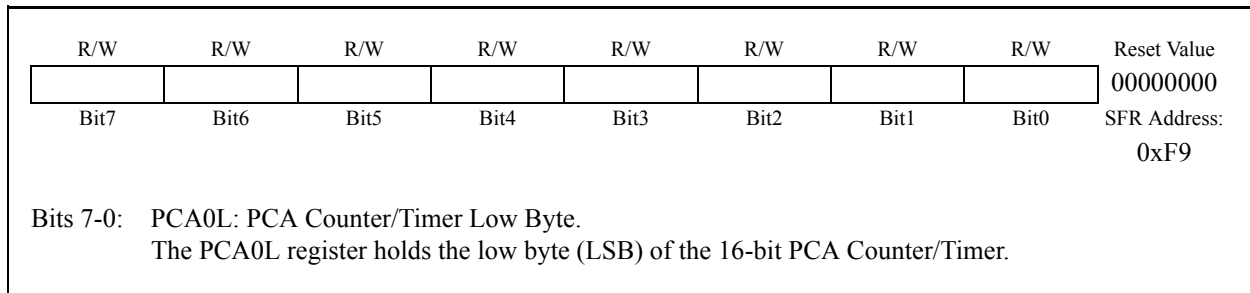 R/W R/W R/W R/W R/W R/W R/W R/W Reset Value
00000000
Bit7 Bit6 Bit5 Bit4 Bit3 Bit2 Bit1 Bit0 SFR Address:
0xF9
Bits 7-0: PCA0L: PCA Counter/Timer Low Byte.
The PCA0L register holds the low byte (LSB) of the 16-bit PCA Counter/Timer.